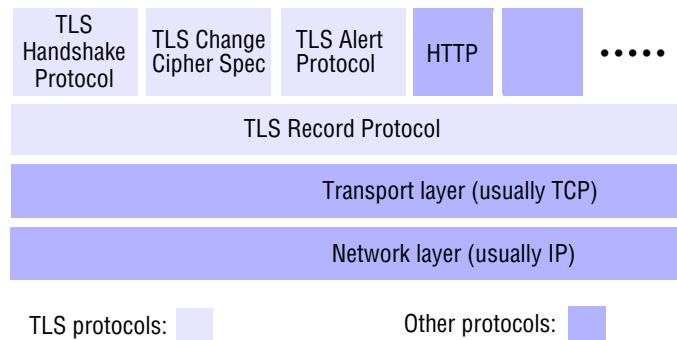 TLS
Handshake
Protocol
TLS Change
Cipher Spec
TLS Alert
Protocol
HTTP
.....
TLS Record Protocol
Transport layer (usually TCP)
Network layer (usually IP)
TLS protocols:
Other protocols: